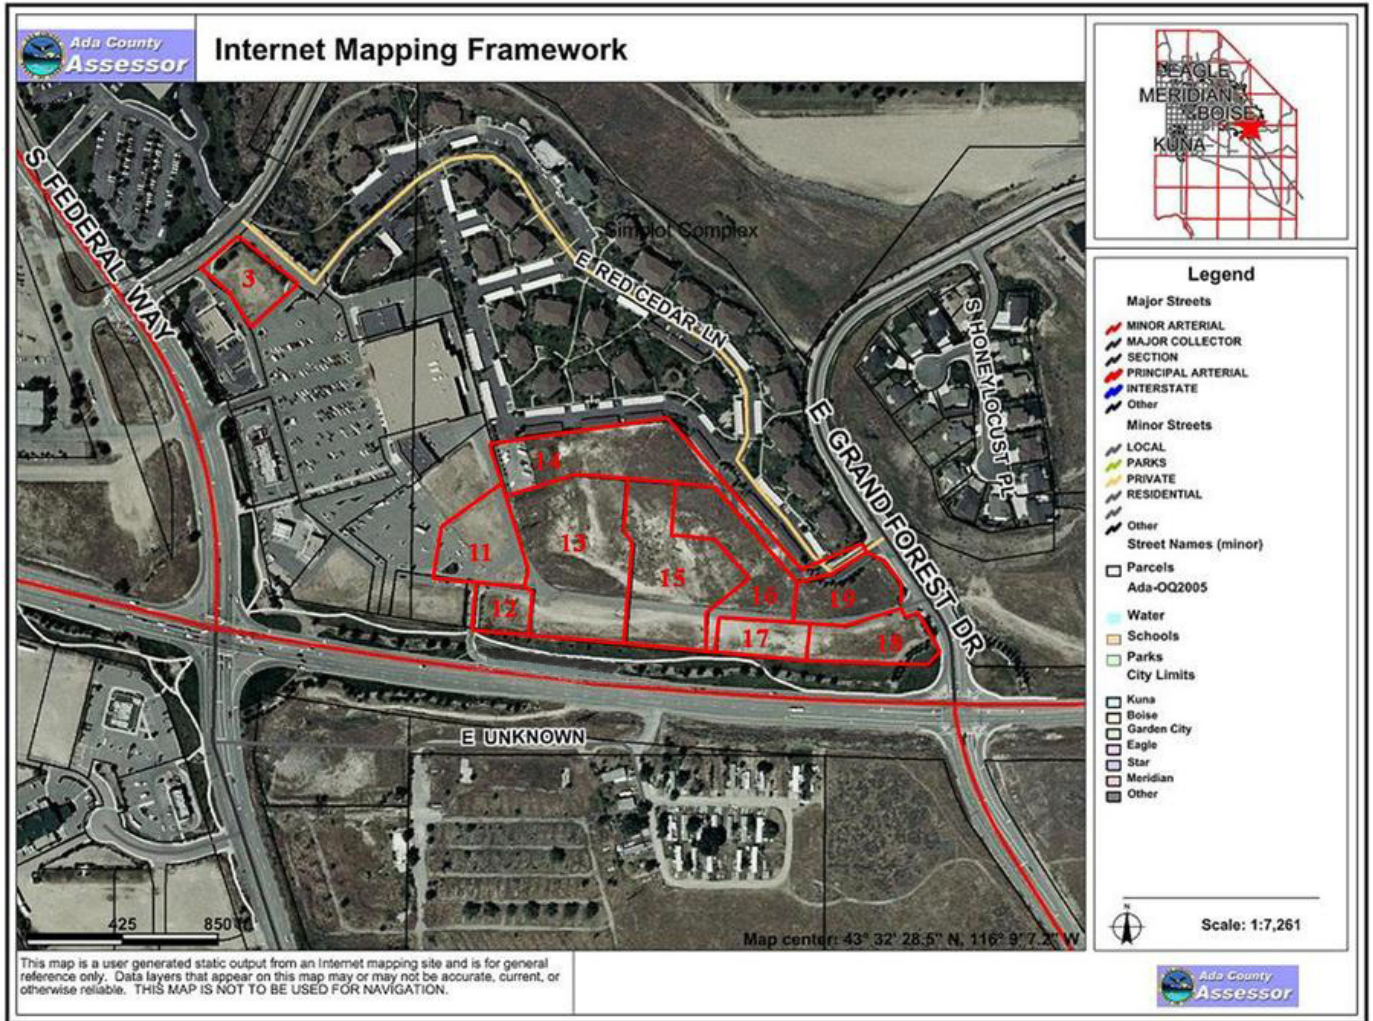 Ada County
Assessor
Internet Mapping Framework
EAGLE
MERIDIAN
BOISE
KUNA
S FEDERAL WAY
3
Simplot Complex
E RED CEDAR LN
S HONEYLOCUST PL
E GRAND FOREST DR
14
11
13
15
12
16
19
17
18
E UNKNOWN
425
850 ft
Map center: 43° 32' 28.5" N, 116° 9' 7.2" W
Legend
Major Streets
MINOR ARTERIAL
MAJOR COLLECTOR
SECTION
PRINCIPAL ARTERIAL
INTERSTATE
Other
Minor Streets
LOCAL
PARKS
PRIVATE
RESIDENTIAL
Other
Street Names (minor)
Parcels
Ada-OQ2005
Water
Schools
Parks
City Limits
Kuna
Boise
Garden City
Eagle
Star
Meridian
Other
N
Scale: 1:7,261
This map is a user generated static output from an Internet mapping site and is for general
reference only. Data layers that appear on this map may or may not be accurate, current, or
otherwise reliable. THIS MAP IS NOT TO BE USED FOR NAVIGATION.
Ada County
Assessor